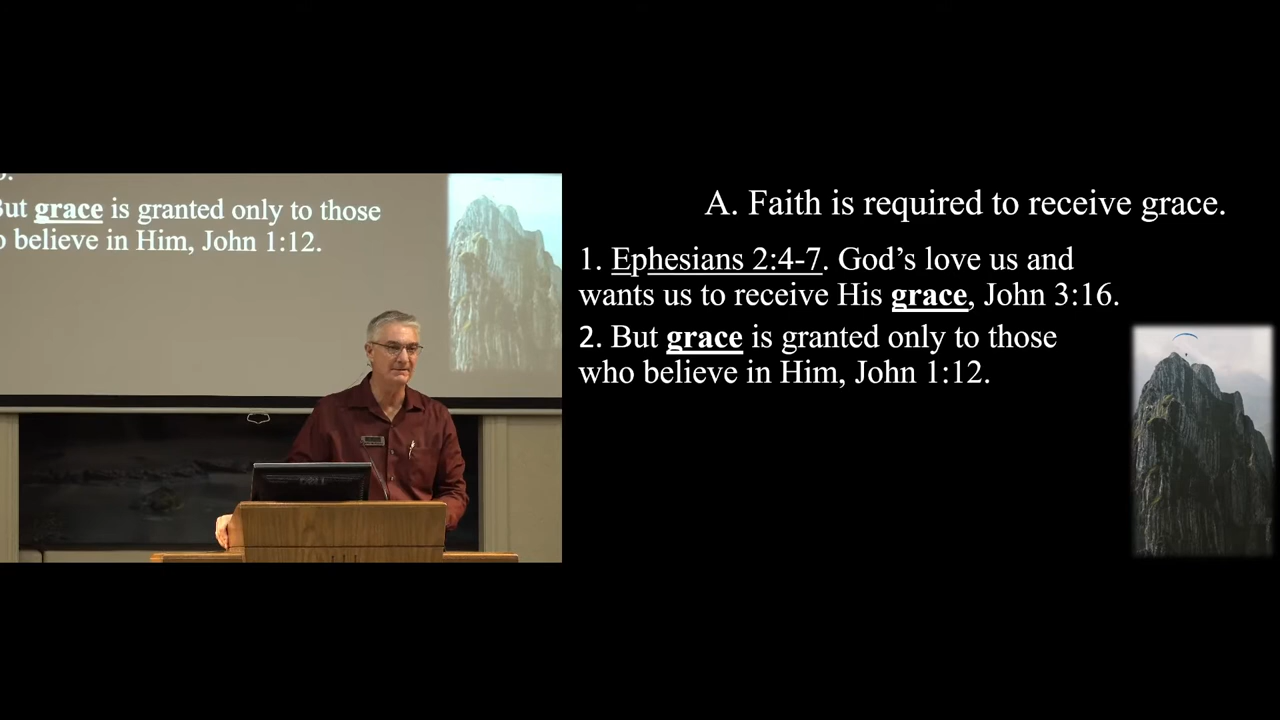 But grace is granted only to those
believe in Him, John 1:12.
DELL
A. Faith is required to receive grace.
1. Ephesians 2:4-7. God’s love us and
wants us to receive His grace, John 3:16.
2. But grace is granted only to those
who believe in Him, John 1:12.